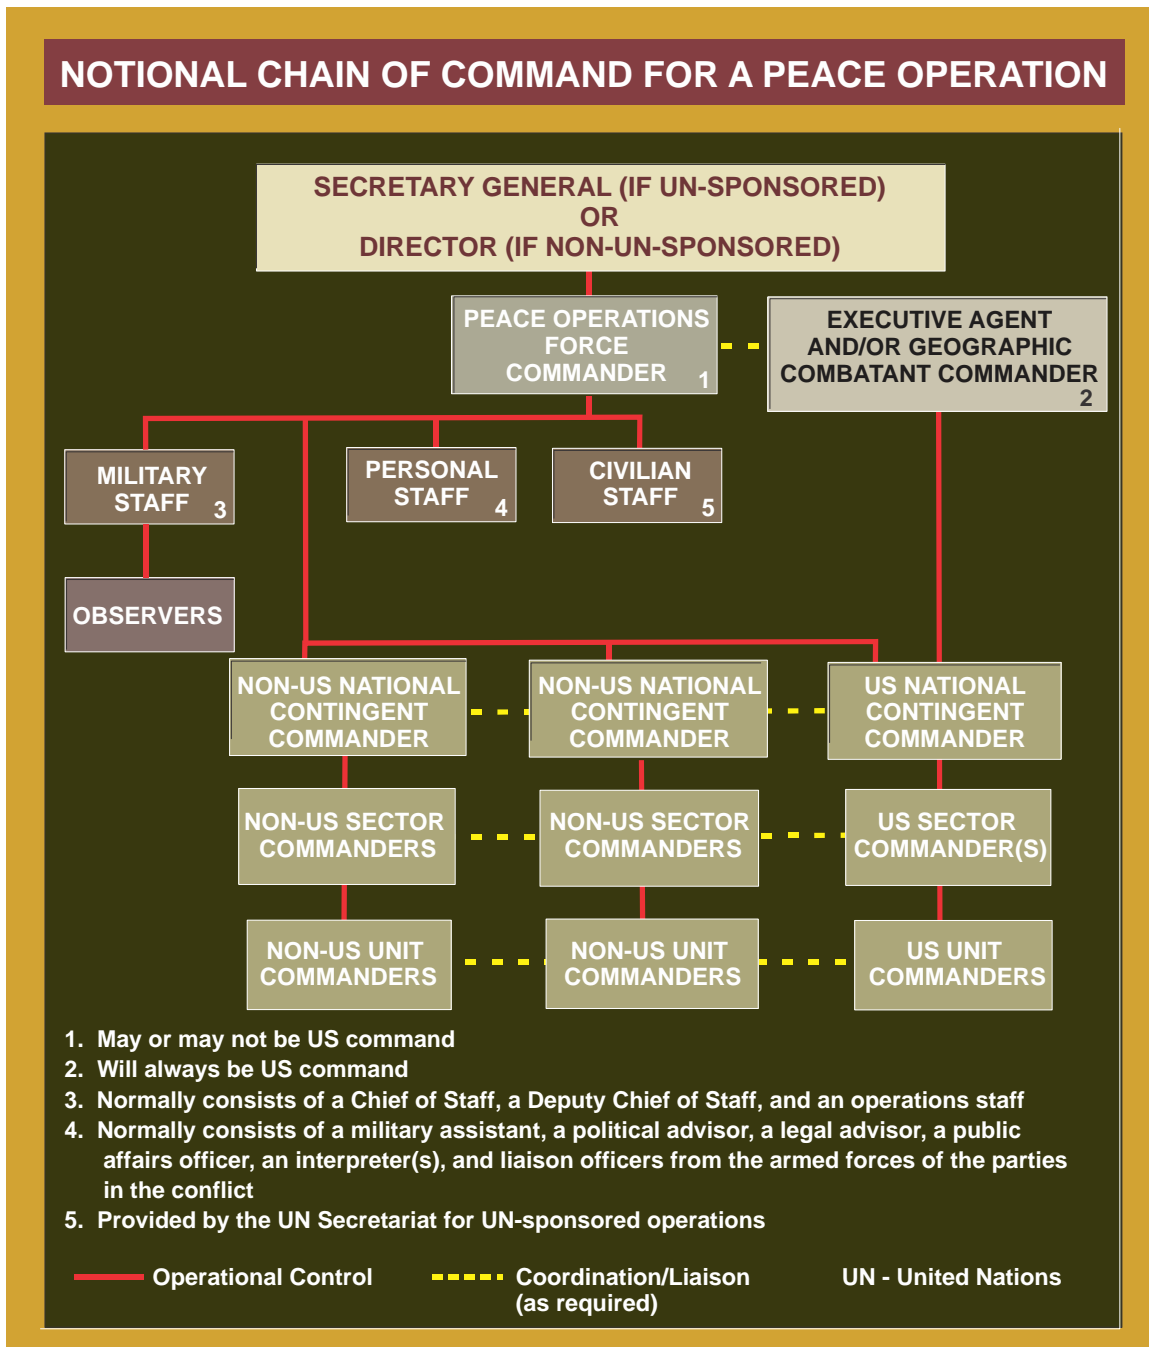 NOTIONAL CHAIN OF COMMAND FOR A PEACE OPERATION
SECRETARY GENERAL (IF UN-SPONSORED)
OR
DIRECTOR (IF NON-UN-SPONSORED)
PEACE OPERATIONS
FORCE
COMMANDER 1
EXECUTIVE AGENT
AND/OR GEOGRAPHIC
COMBATANT COMMANDER
2
MILITARY
STAFF 3
PERSONAL
STAFF 4
CIVILIAN
STAFF 5
OBSERVERS
NON-US NATIONAL
CONTINGENT
COMMANDER
NON-US NATIONAL
CONTINGENT
COMMANDER
US NATIONAL
CONTINGENT
COMMANDER
NON-US SECTOR
COMMANDERS
NON-US SECTOR
COMMANDERS
US SECTOR
COMMANDER(S)
NON-US UNIT
COMMANDERS
NON-US UNIT
COMMANDERS
US UNIT
COMMANDERS
1. May or may not be US command
2. Will always be US command
3. Normally consists of a Chief of Staff, a Deputy Chief of Staff, and an operations staff
4. Normally consists of a military assistant, a political advisor, a legal advisor, a public
affairs officer, an interpreter(s), and liaison officers from the armed forces of the parties
in the conflict
5. Provided by the UN Secretariat for UN-sponsored operations
Operational Control
Coordination/Liaison
(as required)
UN - United Nations